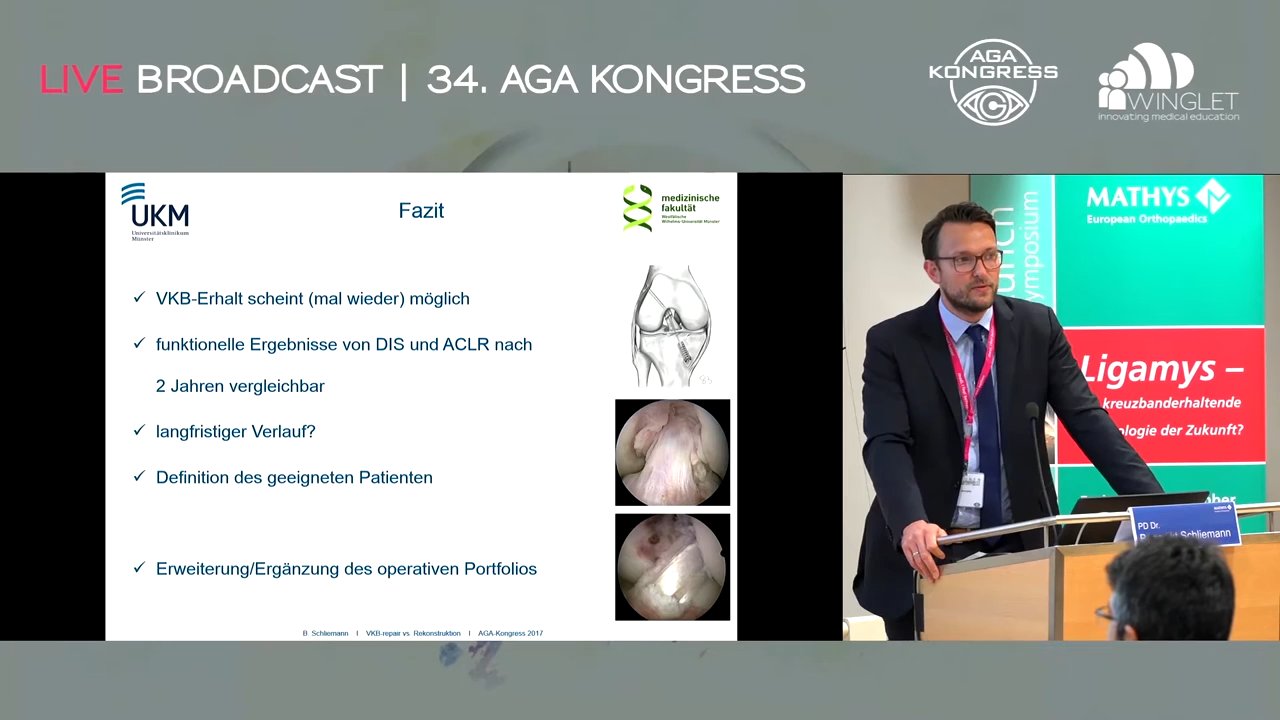 LIVE BROADCAST | 34. AGA KONGRESS
AGA
KONGRESS
AGA
WINGLET
innovating medical education
UKM
Universitätsklinikum
Münster
Fazit
medizinische
fakultät
Westfälische
Wilhelms-Universität Münster
✓ VKB-Erhalt scheint (mal wieder) möglich
✓ funktionelle Ergebnisse von DIS und ACLR nach
2 Jahren vergleichbar
✓ langfristiger Verlauf?
✓ Definition des geeigneten Patienten
✓ Erweiterung/Ergänzung des operativen Portfolios
B. Schliemann I VKB-repair vs. Rekonstruktion I AGA-Kongress 2017
MATHYS
European Orthopaedics
Ligamys –
kreuzbanderhaltende
der Zukunft?
PD Dr.
Schliemann